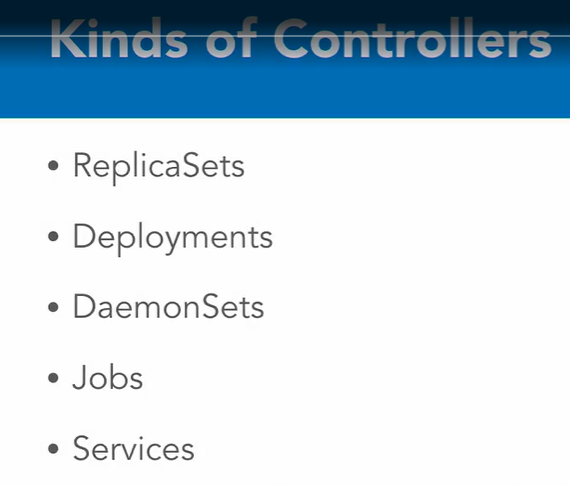 Kinds of Controllers
• ReplicaSets
• Deployments
• DaemonSets
• Jobs
• Services